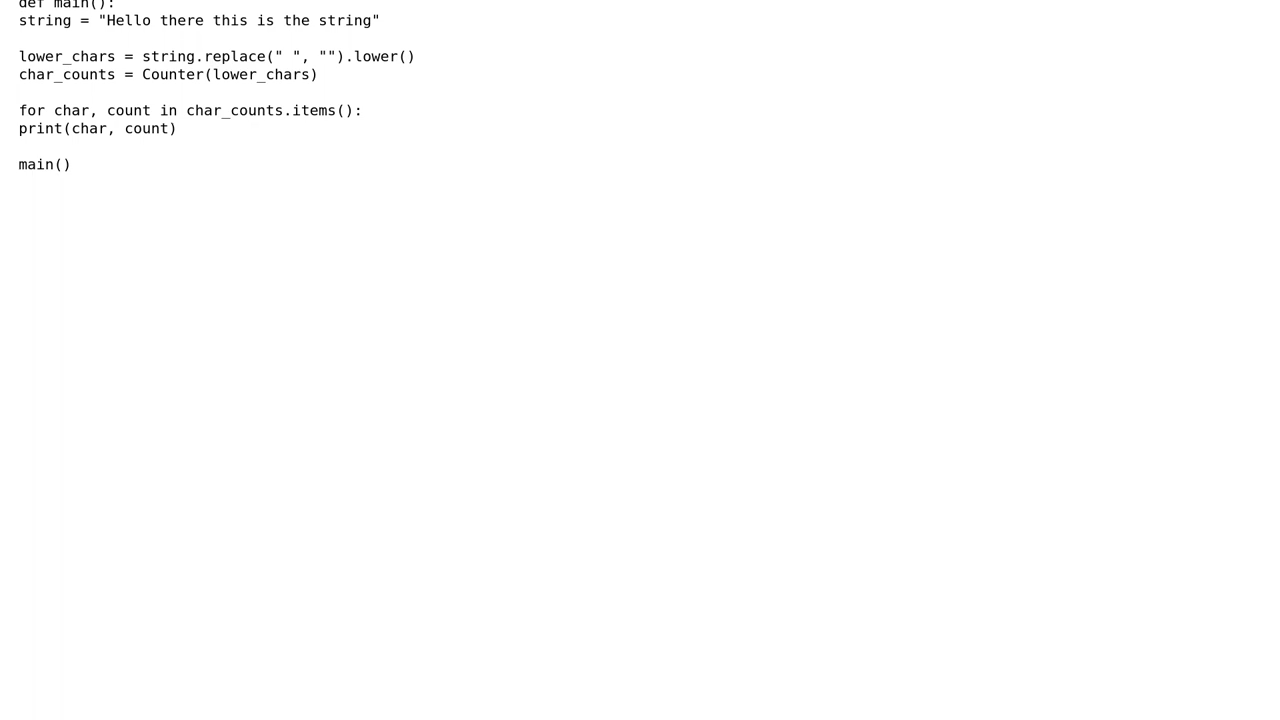 def main():
string = "Hello there this is the string"

lower_chars = string.replace(" ", "").lower()
char_counts = Counter(lower_chars)

for char, count in char_counts.items():
print(char, count)

main()